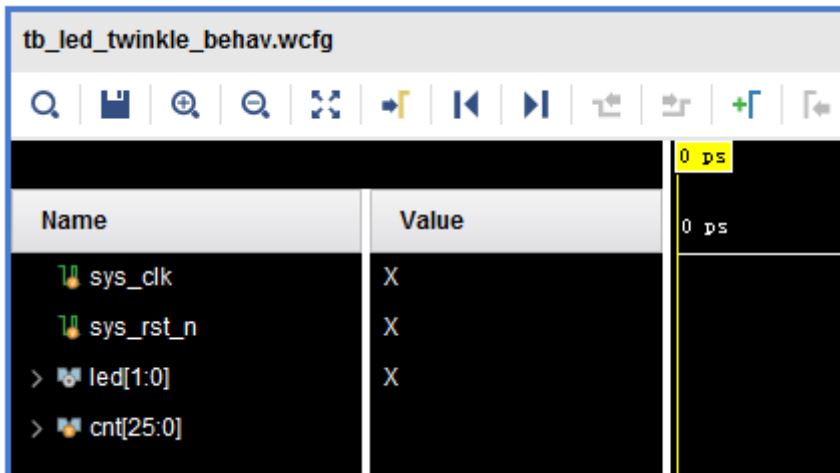 tb_led_twinkle_behav.wcfg
0 ps
Name Value 0 ps
sys_clk X
sys_rst_n X
led[1:0] X
cnt[25:0]